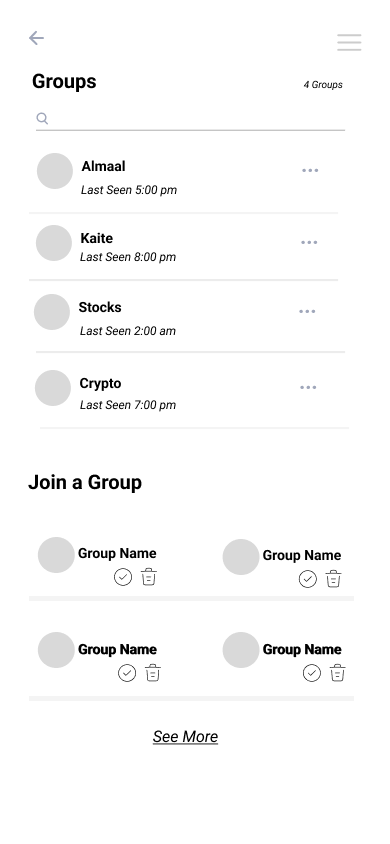 Groups
4 Groups
Almaal
Last Seen 5:00 pm
Kaite
Last Seen 8:00 pm
Stocks
Last Seen 2:00 am
Crypto
Last Seen 7:00 pm
Join a Group
Group Name
Group Name
Group Name
Group Name
See More